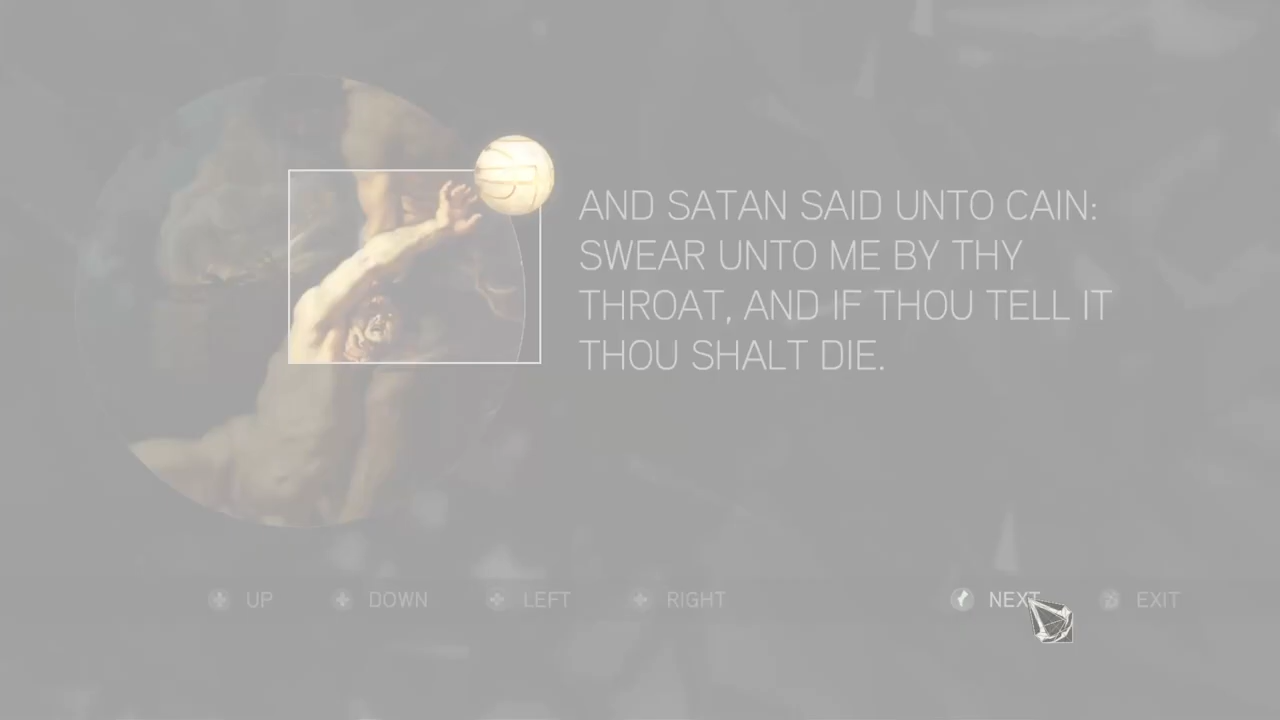 AND SATAN SAID UNTO CAIN:
SWEAR UNTO ME BY THY
THROAT, AND IF THOU TELL IT
THOU SHALT DIE.
UP DOWN LEFT RIGHT NEXT EXIT